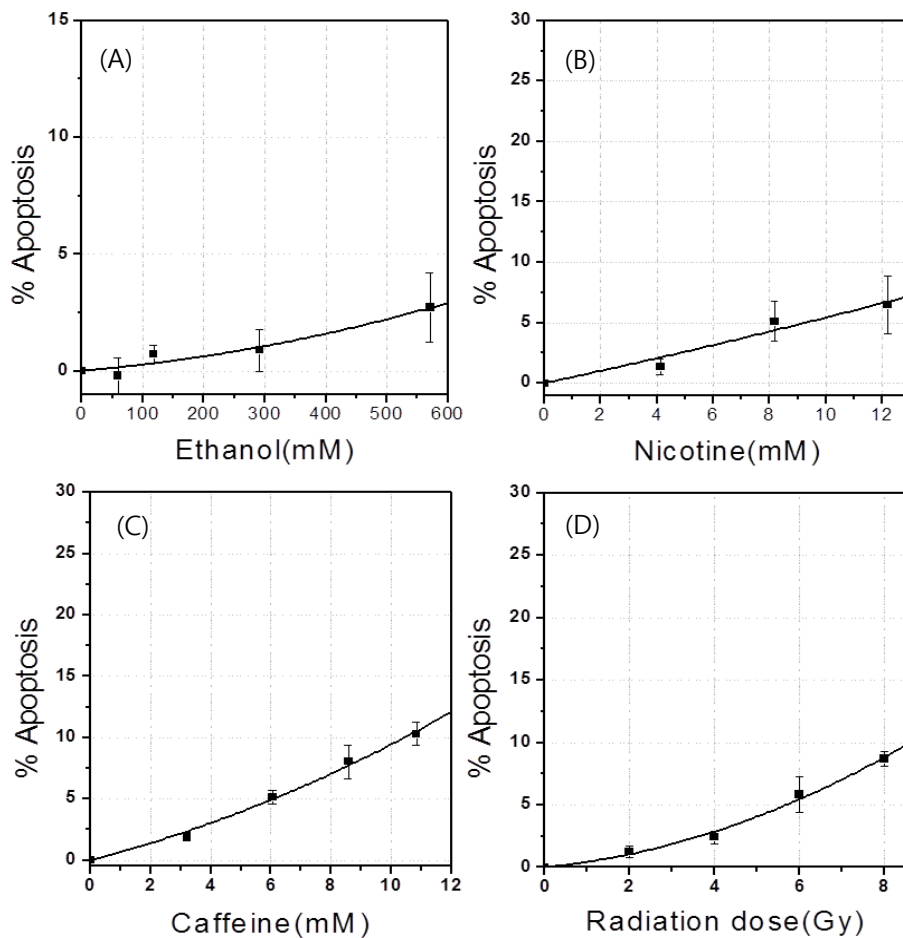 (A)
% Apoptosis
15
10
5
0
0 100 200 300 400 500 600
Ethanol(mM)
(B)
% Apoptosis
30
25
20
15
10
5
0
0 2 4 6 8 10 12
Nicotine(mM)
(C)
% Apoptosis
30
25
20
15
10
5
0
0 2 4 6 8 10 12
Caffeine(mM)
(D)
% Apoptosis
30
25
20
15
10
5
0
0 2 4 6 8
Radiation dose(Gy)